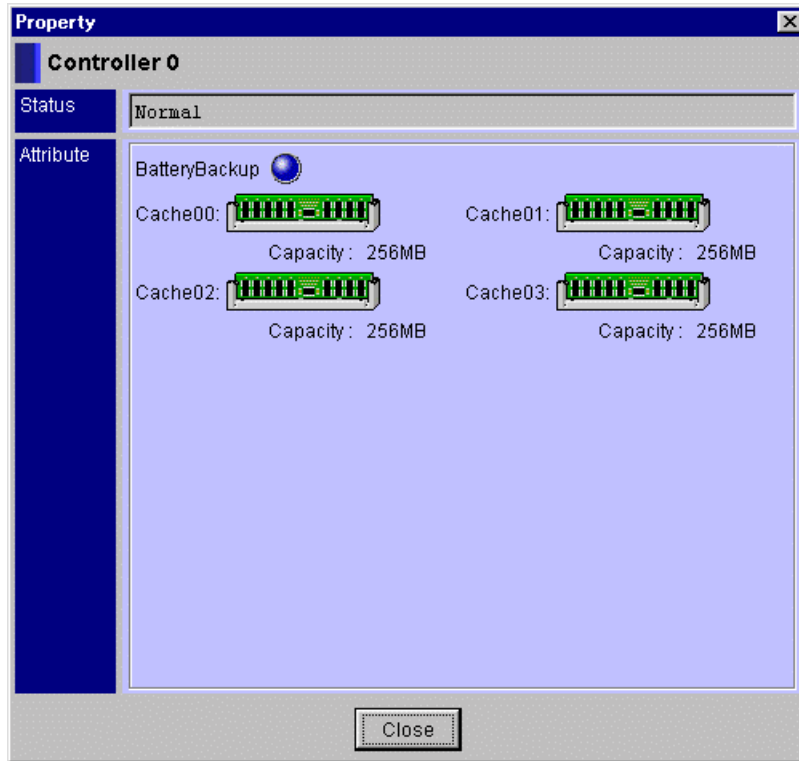 Property
Controller 0
Status
Normal
Attribute
BatteryBackup
Cache00: Cache01:
Capacity : 256MB Capacity : 256MB
Cache02: Cache03:
Capacity : 256MB Capacity : 256MB
Close